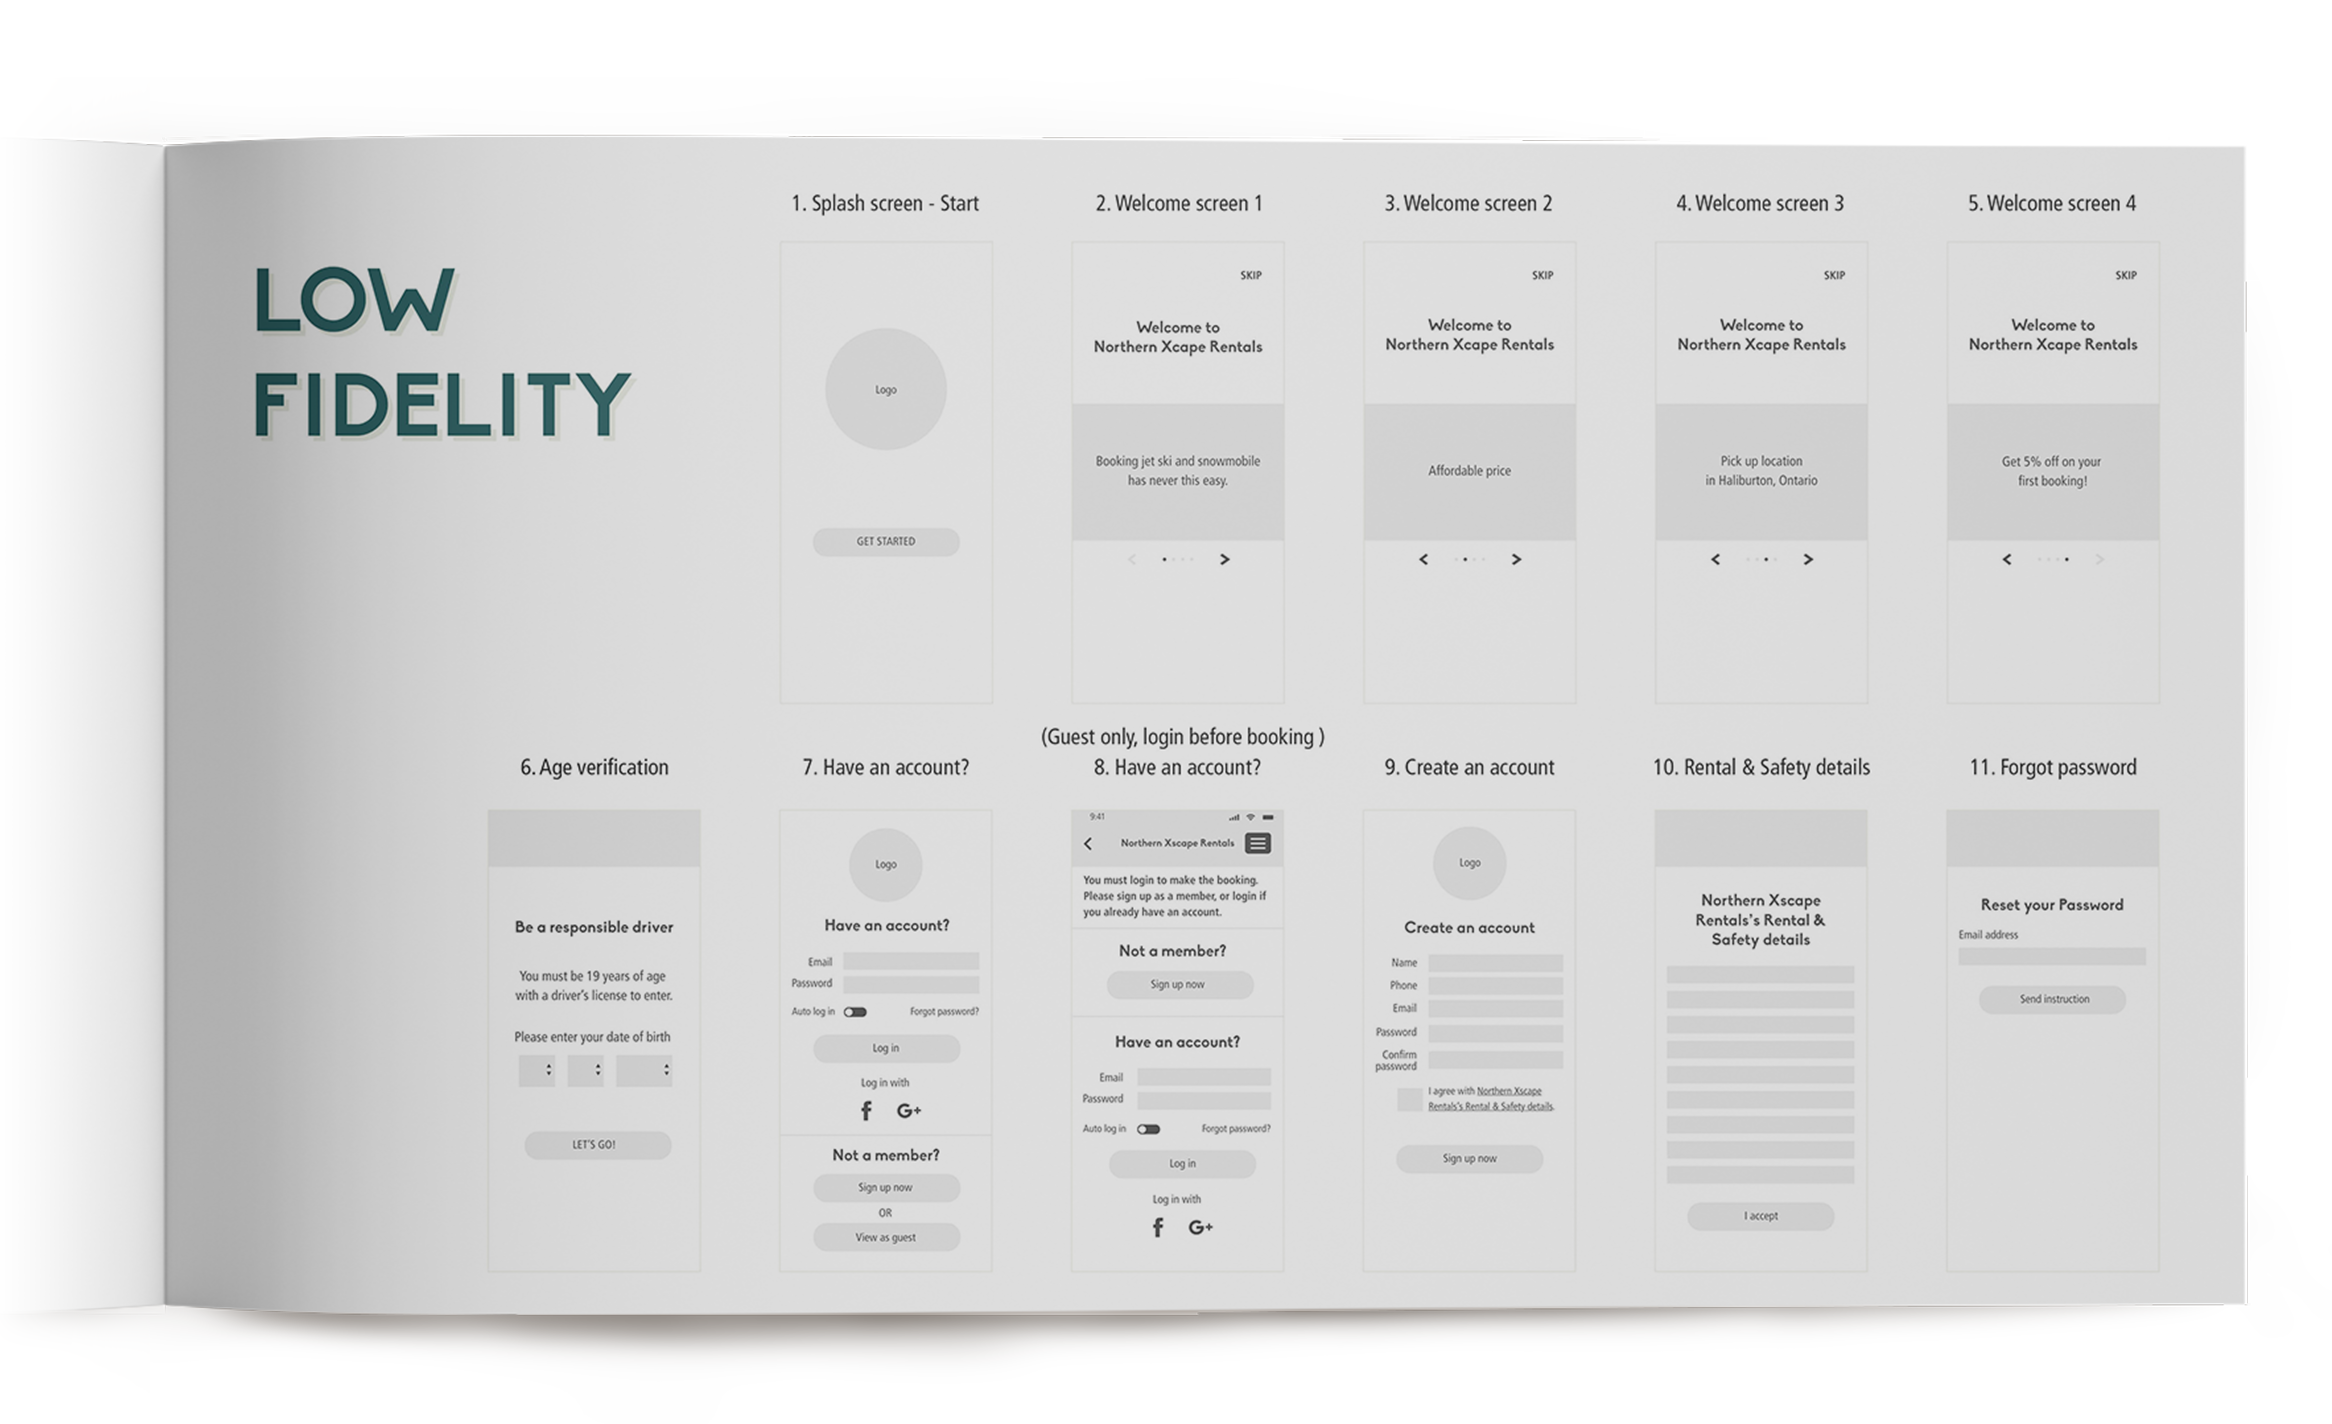 LOW
FIDELITY
1. Splash screen - Start
Logo
GET STARTED
2. Welcome screen 1
SKIP
Welcome to
Northern Xcape Rentals
Booking jet ski and snowmobile
has never this easy.
3. Welcome screen 2
SKIP
Welcome to
Northern Xcape Rentals
Affordable price
4. Welcome screen 3
SKIP
Welcome to
Northern Xcape Rentals
Pick up location
in Haliburton, Ontario
5. Welcome screen 4
SKIP
Welcome to
Northern Xcape Rentals
Get 5% off on your
first booking!
6. Age verification
Be a responsible driver
You must be 19 years of age
with a driver's license to enter.
Please enter your date of birth
LET'S GO!
7. Have an account?
Logo
Have an account?
Email
Password
Auto log in
Forgot password?
Log in
Log in with
f G+
Not a member?
Sign up now
OR
View as guest
(Guest only, login before booking )
8. Have an account?
9:41
Northern Xscape Rentals
You must login to make the booking.
Please sign up as a member, or login if
you already have an account.
Not a member?
Sign up now
Have an account?
Email
Password
Auto log in
Forgot password?
Log in
Log in with
f G+
9. Create an account
Logo
Create an account
Name
Phone
Email
Password
Confirm
password
I agree with Northern Xscape
Rentals's Rental & Safety details.
Sign up now
10. Rental & Safety details
Northern Xscape
Rentals's Rental &
Safety details
I accept
11. Forgot password
Reset your Password
Email address
Send instruction